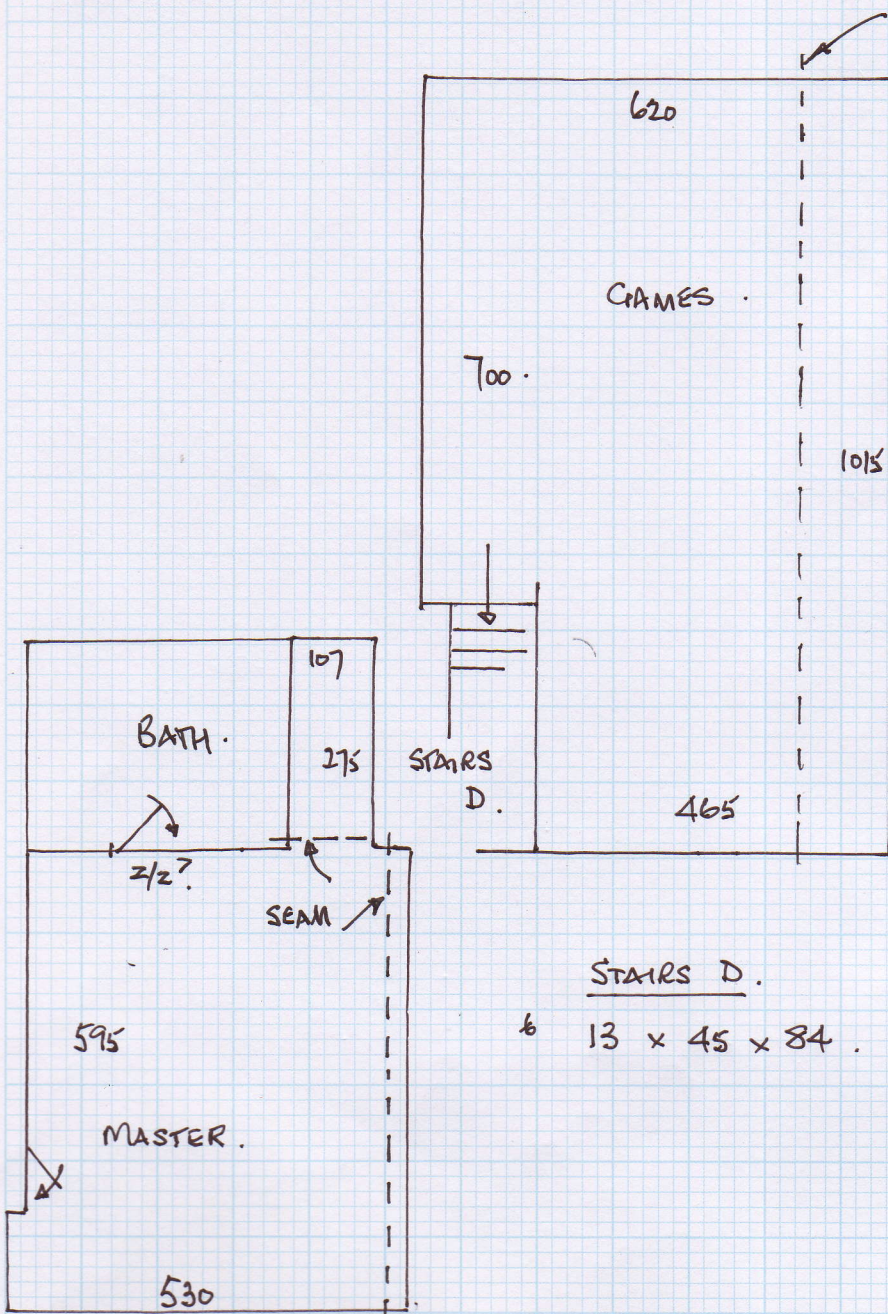 620
GAMES .
700 .
1015
107
BATH .
275
STAIRS
D .
465
2/2?
SEAM
STAIRS D .
6 13 x 45 x 84 .
595
MASTER .
530